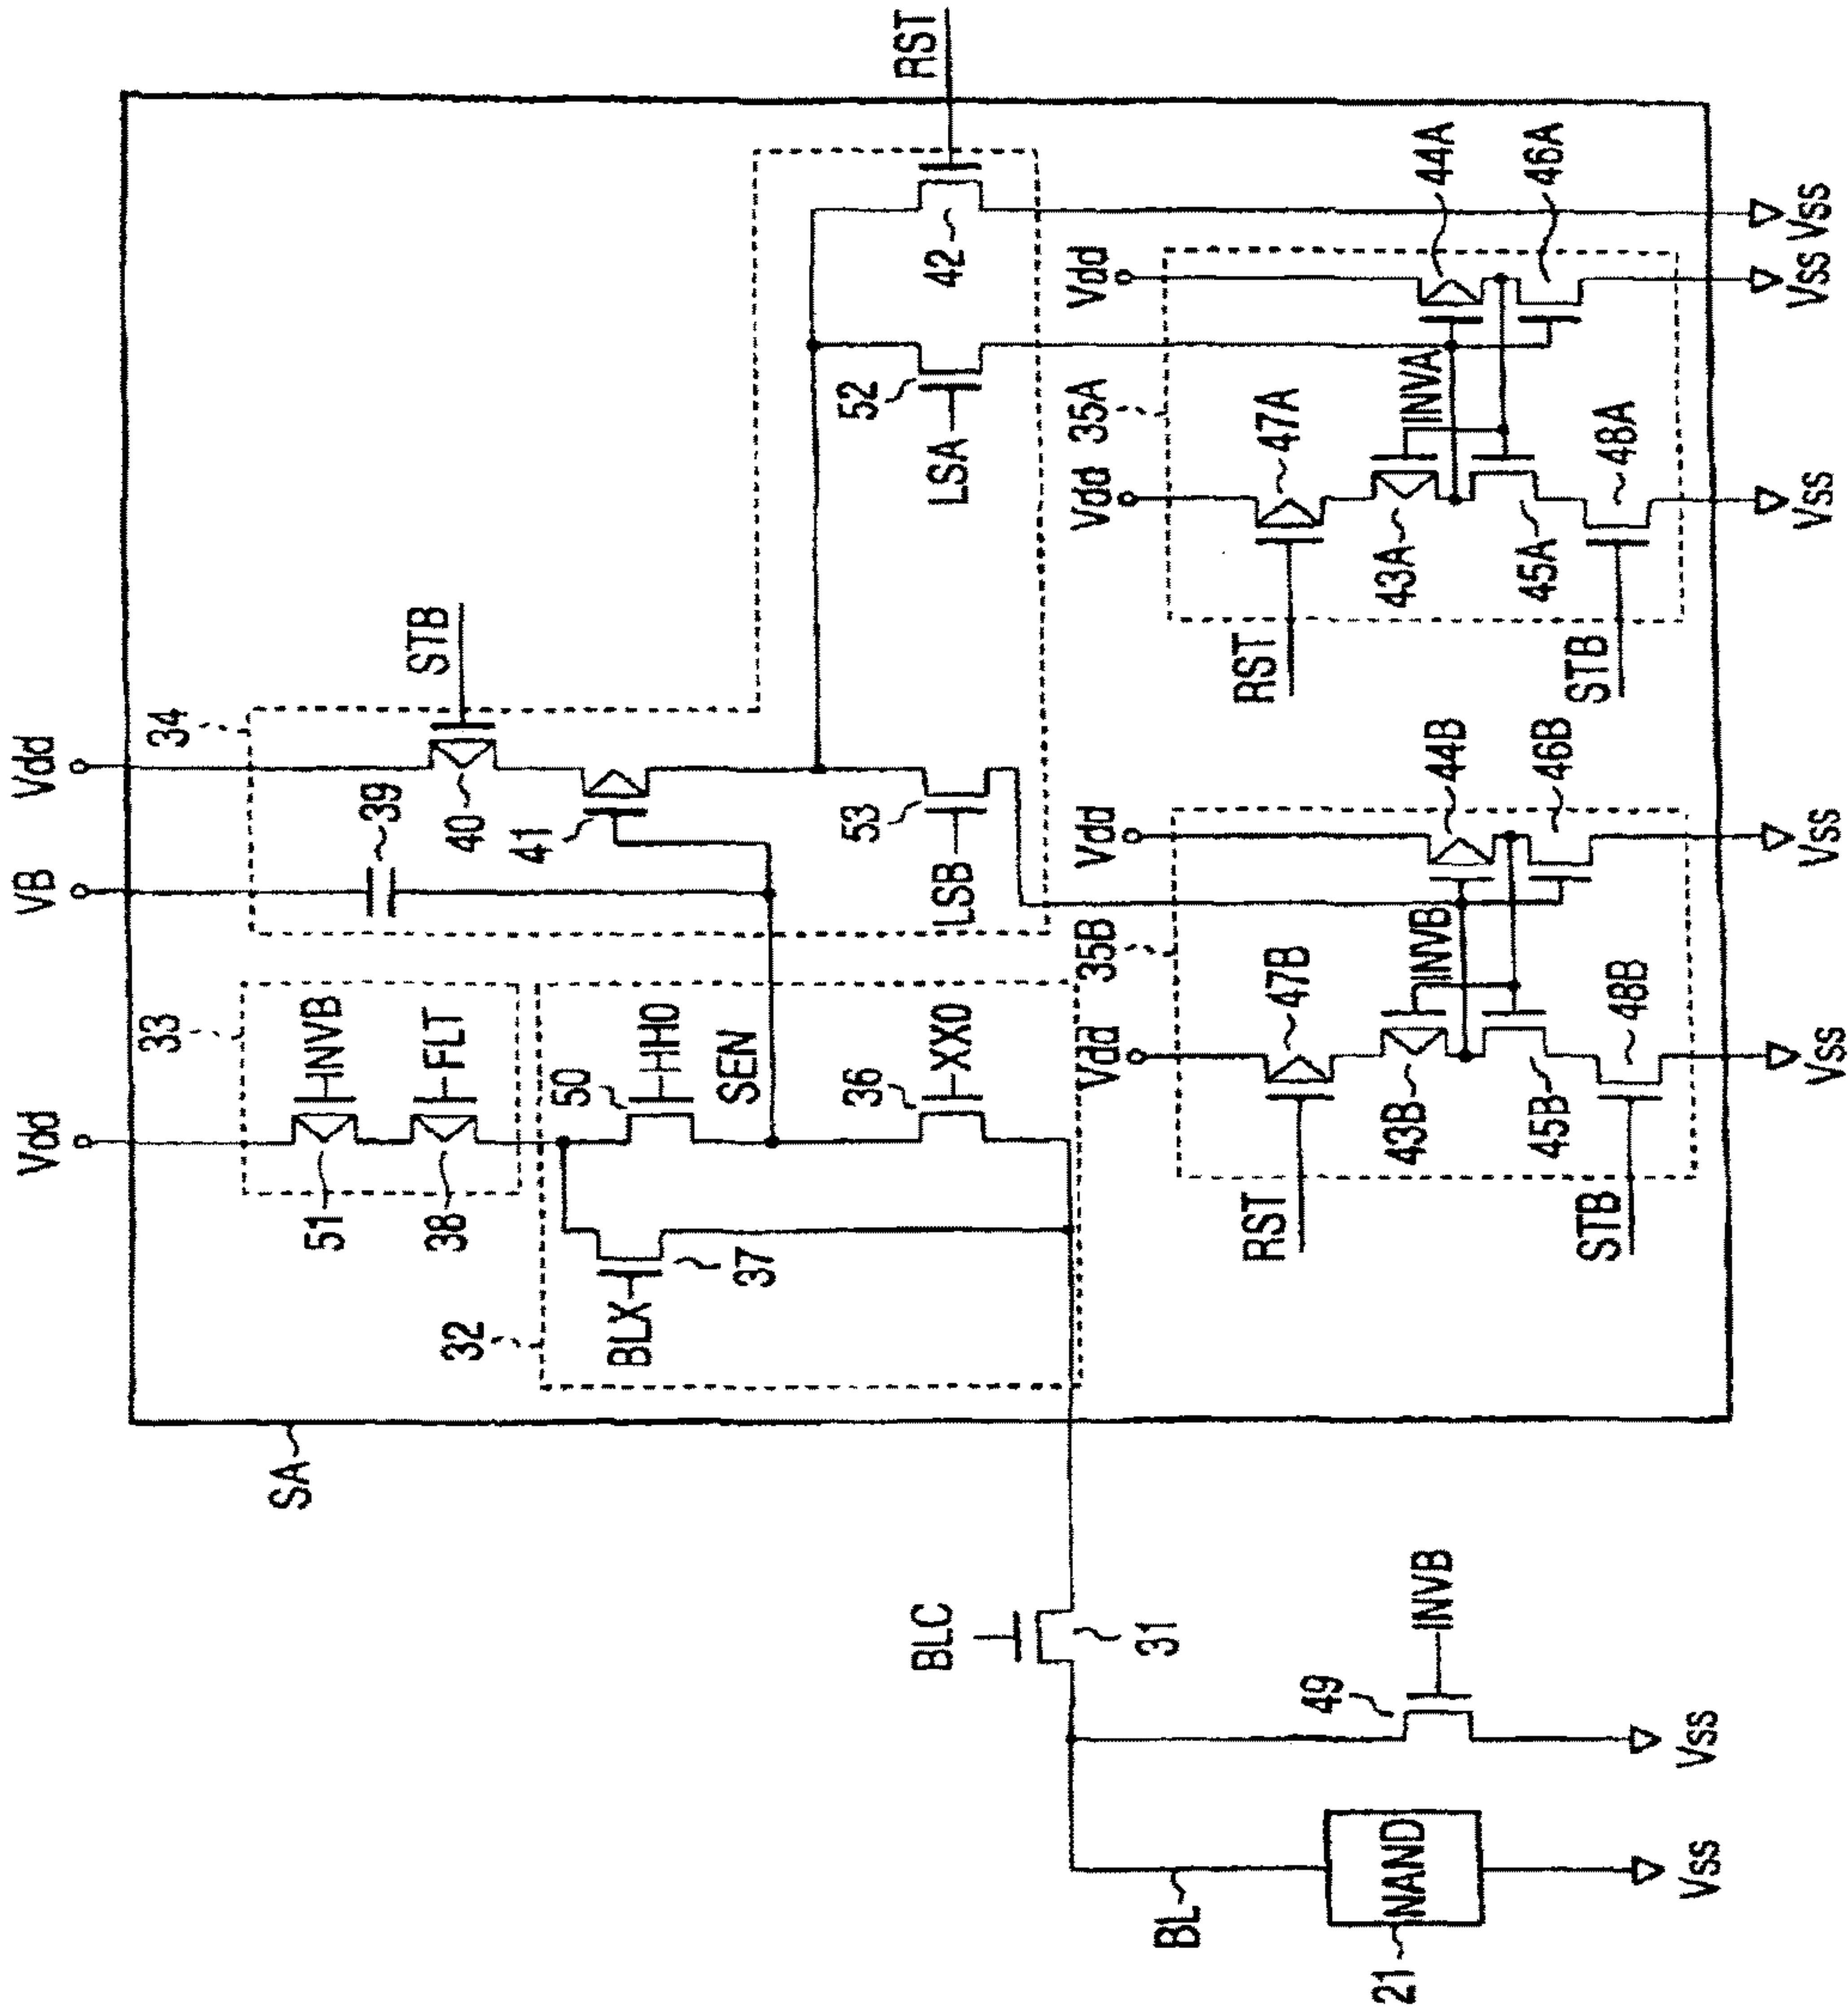 Vdd
VB
Vdd
33
34
SA
51
INVB
39
38
FLT
STB
32
40
41
50
BLX
HH0
37
SEN
36
53
52
BLC
XX0
LSB
LSA
42
RST
Vdd
35B
Vdd
Vdd
35A
Vdd
31
BL
RST
47B
RST
47A
49
21
NAND
43B
43A
INVB
INVB
44B
INVA
44A
45B
46B
45A
46A
STB
48B
STB
48A
Vss
Vss
Vss
Vss
Vss
Vss
Vss